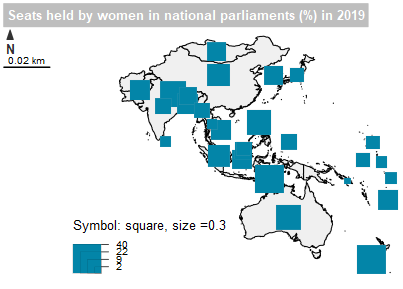 Seats held by women in national parliaments (%) in 2019
N
0.02 km
Symbol: square, size =0.3
40
22
2